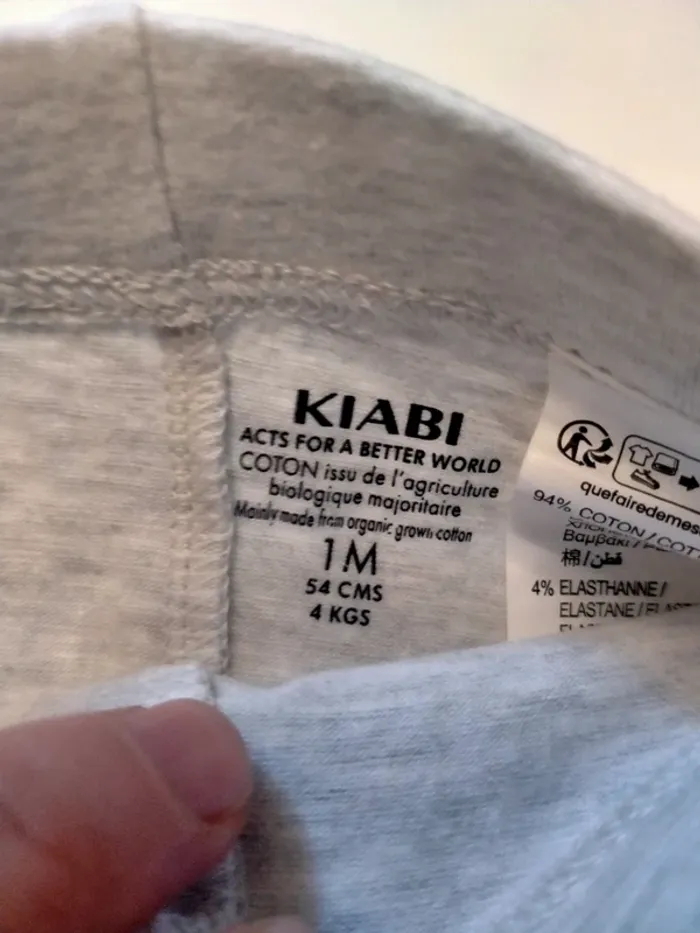 KIABI
ACTS FOR A BETTER WORLD
COTON issu de l'agriculture
biologique majoritaire
Mainly made from organic grown cotton
1M
54 CMS
4 KGS
quefairedemes
94% COTON / COT
Βαμβάκι /
棉/قطن
4% ELASTHANNE /
ELASTANE /